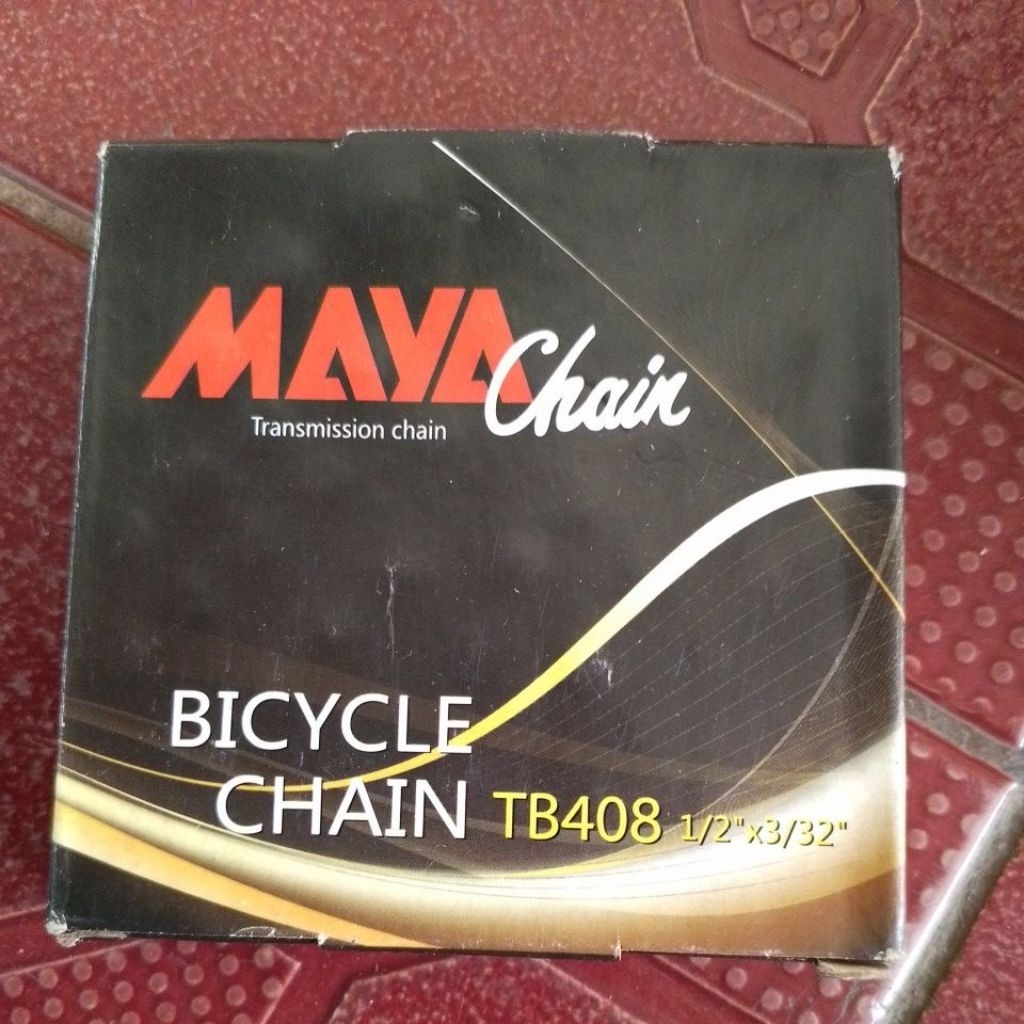 MAYA Chain
Transmission chain
BICYCLE
CHAIN TB408 1/2"x3/32"